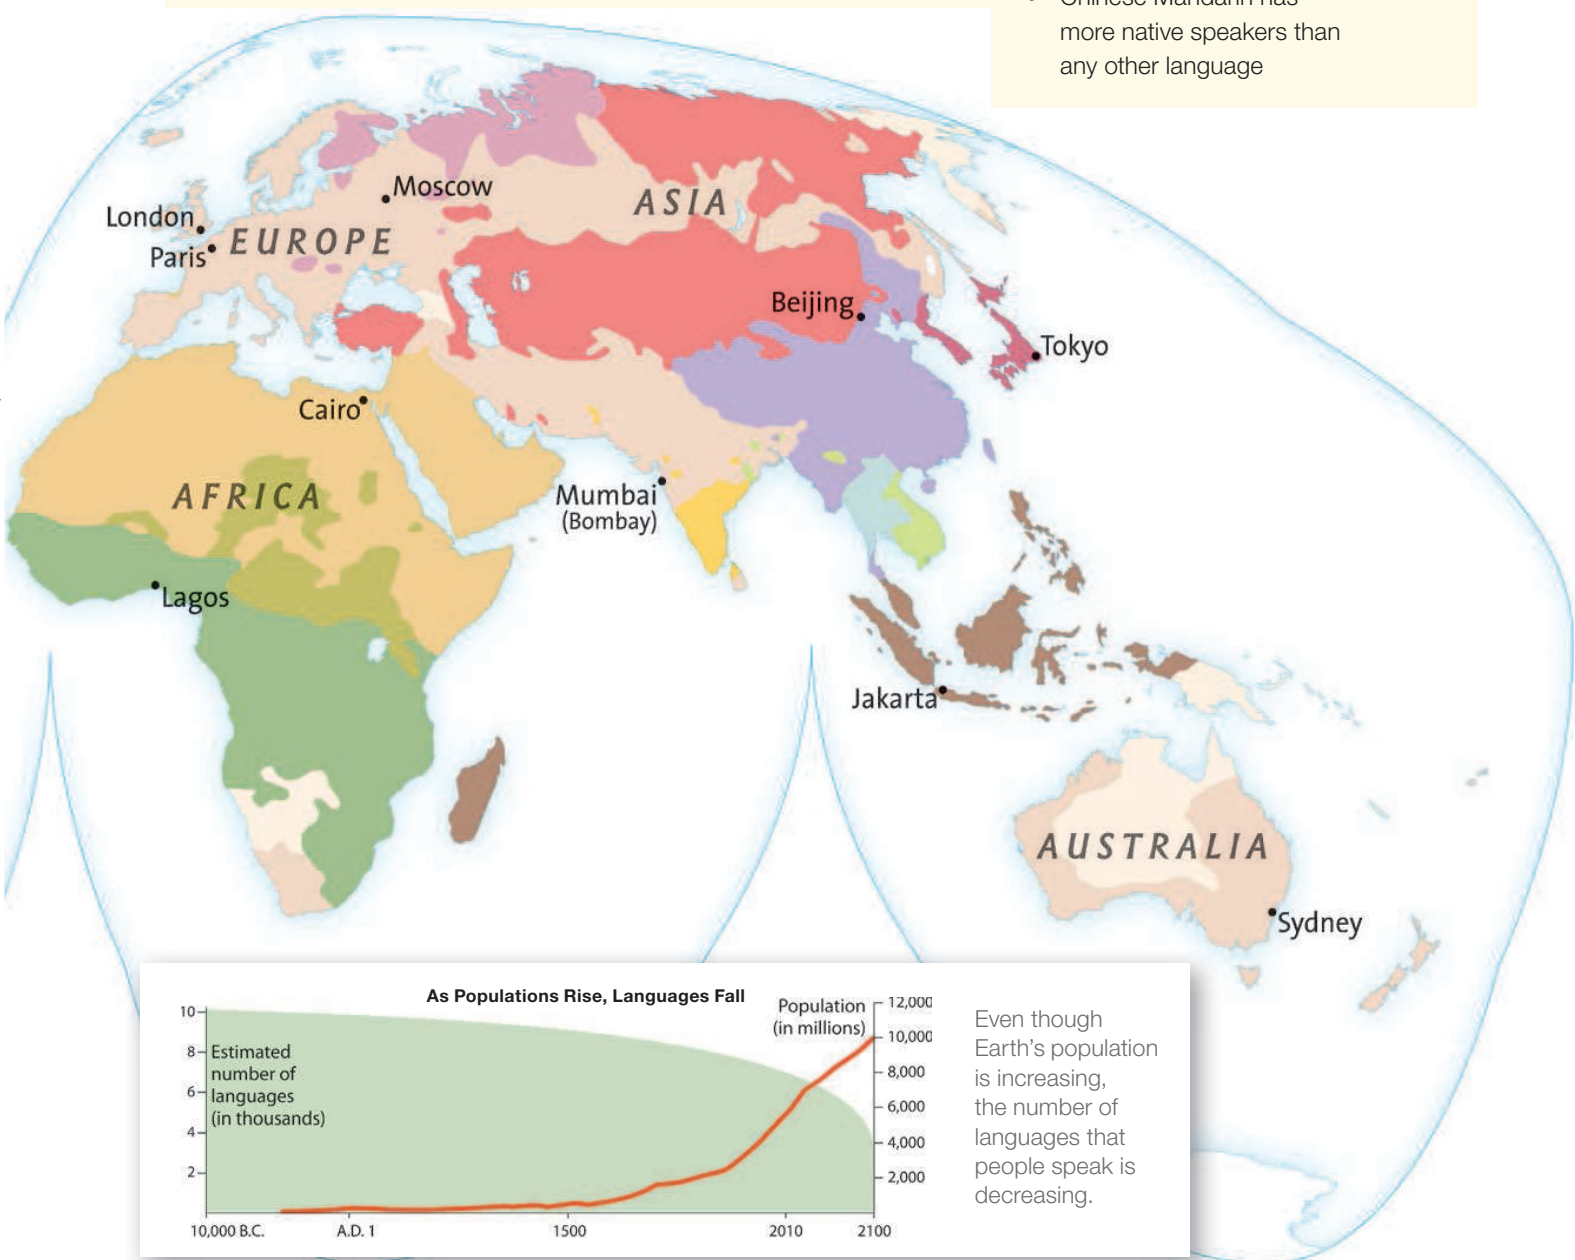 Chinese Mandarin has
more native speakers than
any other language
Moscow
London
Paris
EUROPE
ASIA
Beijing
Tokyo
Cairo
AFRICA
Mumbai
(Bombay)
Lagos
Jakarta
AUSTRALIA
Sydney
As Populations Rise, Languages Fall
Estimated
number of
languages
(in thousands)
10
8
6
4
2
Population
(in millions)
12,000
10,000
8,000
6,000
4,000
2,000
10,000 B.C.
A.D. 1
1500
2010
2100
Even though
Earth's population
is increasing,
the number of
languages that
people speak is
decreasing.